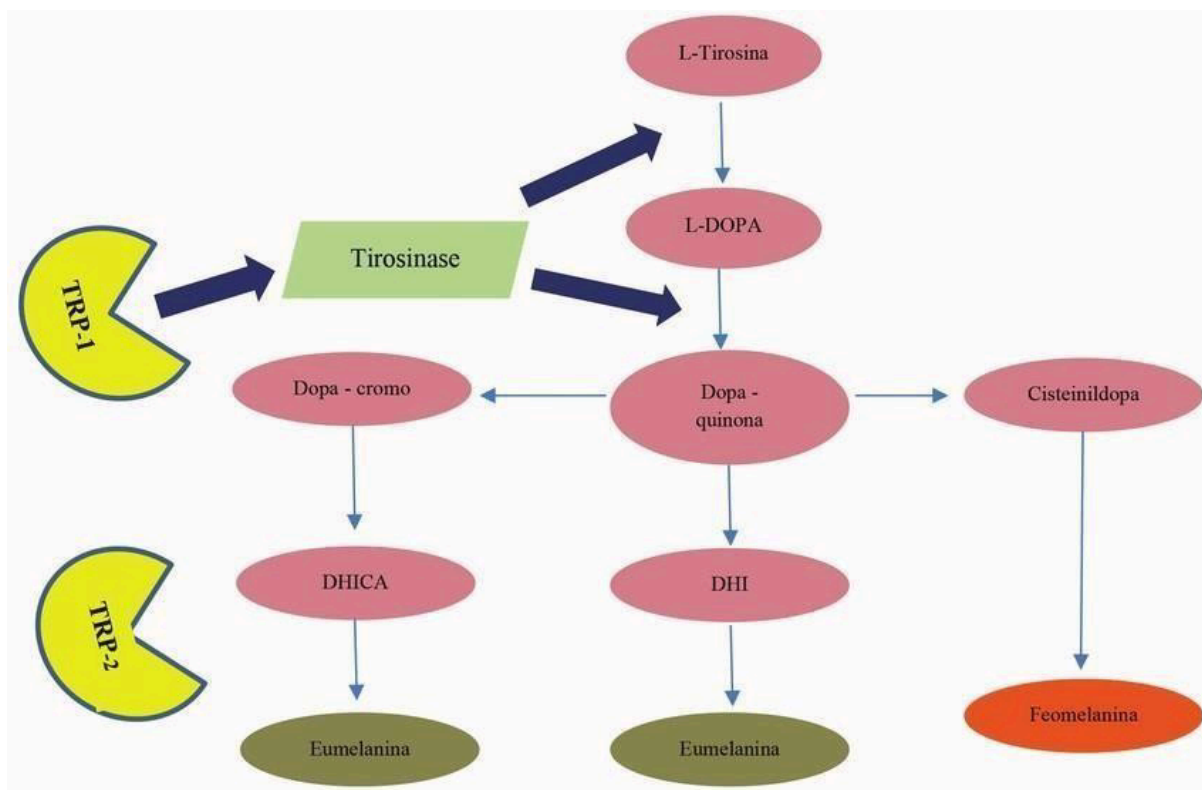 L-Tirosina
L-DOPA
Tirosinase
TRP-1
Dopa - cromo
Dopa -
quinona
Cisteinildopa
DHICA
DHI
TRP-2
Eumelanina
Eumelanina
Feomelanina